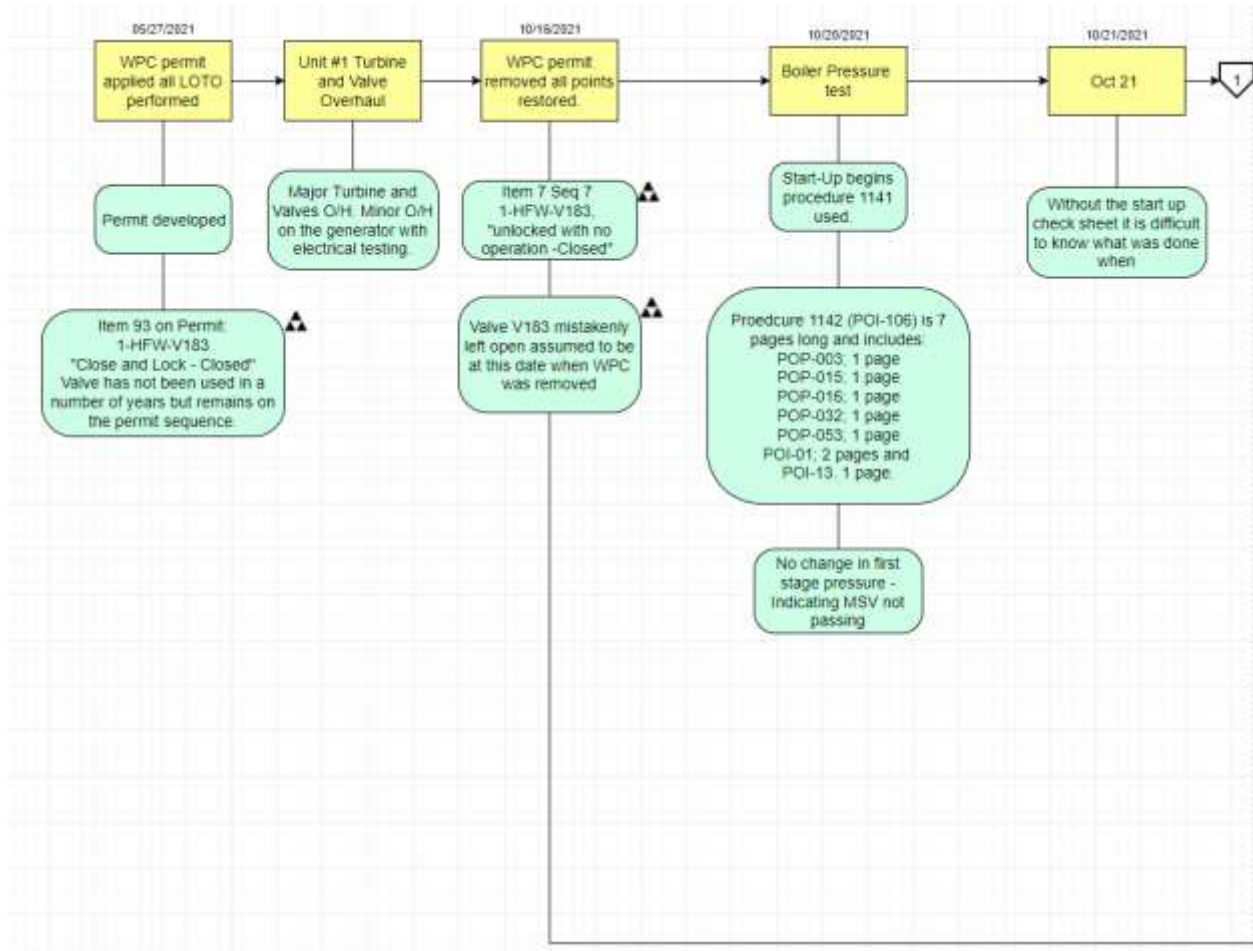 05/27/2021
WPC permit
applied all LOTO
performed
Unit #1 Turbine
and Valve
Overhaul
10/16/2021
WPC permit
removed all points
restored.
10/20/2021
Boiler Pressure
test
10/21/2021
Oct 21
1
Permit developed
Item 93 on Permit:
1-HFW-V183.
"Close and Lock - Closed"
Valve has not been used in a
number of years but remains on
the permit sequence.
Major Turbine and
Valves O/H. Minor O/H
on the generator with
electrical testing.
Item 7 Seq 7
1-HFW-V183.
"unlocked with no
operation -Closed"
Valve V183 mistakenly
left open assumed to be
at this date when WPC
was removed
Start-Up begins
procedure 1141
used.
Proedcure 1142 (POI-106) is 7
pages long and includes:
POP-003; 1 page
POP-015; 1 page
POP-016; 1 page
POP-032; 1 page
POP-053; 1 page
POI-01; 2 pages and
POI-13. 1 page
No change in first
stage pressure -
Indicating MSV not
passing
Without the start up
check sheet it is difficult
to know what was done
when